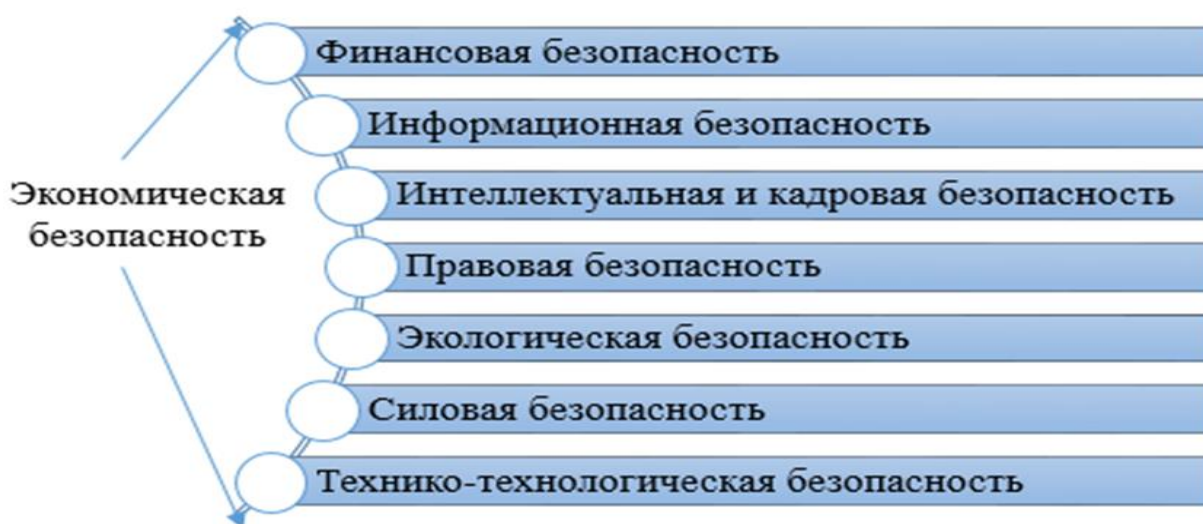 Финансовая безопасность
Информационная безопасность
Экономическая
безопасность
Интеллектуальная и кадровая безопасность
Правовая безопасность
Экологическая безопасность
Силовая безопасность
Технико-технологическая безопасность